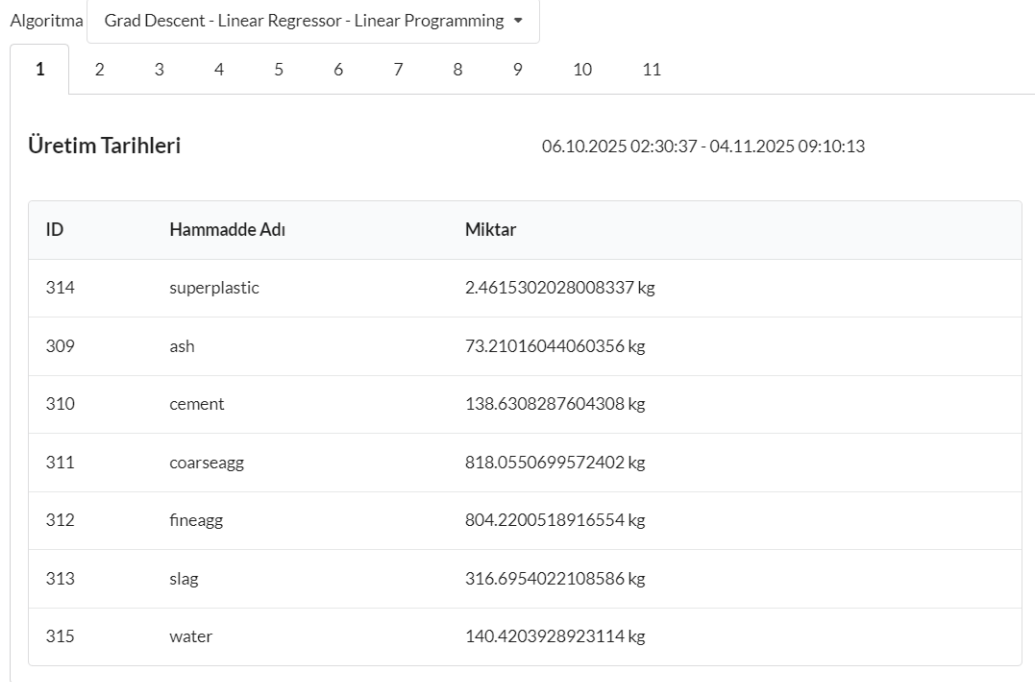 Algoritma Grad Descent - Linear Regressor - Linear Programming
1 2 3 4 5 6 7 8 9 10 11
Üretim Tarihleri 06.10.2025 02:30:37 - 04.11.2025 09:10:13
ID Hammadde Adı Miktar
314 superplastic 2.4615302028008337 kg
309 ash 73.21016044060356 kg
310 cement 138.6308287604308 kg
311 coarseagg 818.0550699572402 kg
312 fineagg 804.2200518916554 kg
313 slag 316.6954022108586 kg
315 water 140.4203928923114 kg